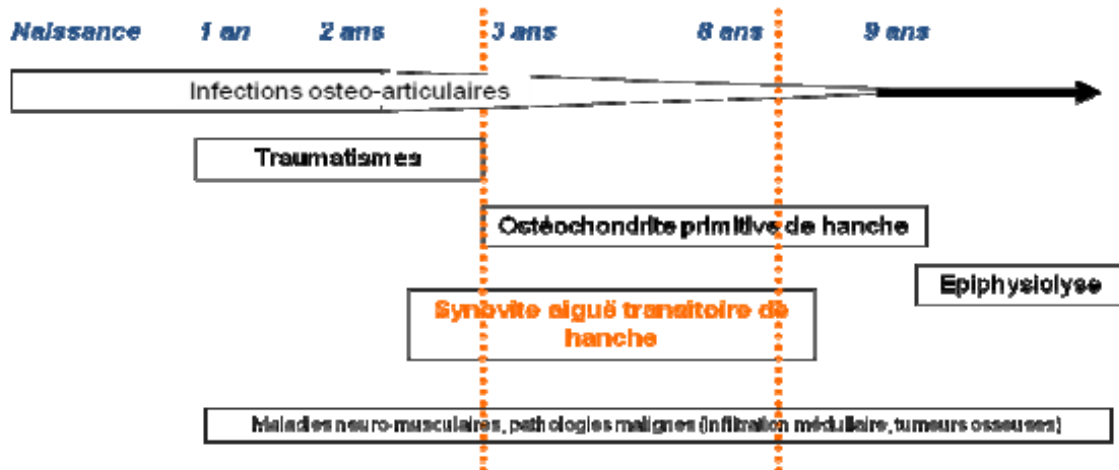 Naissance 1 an 2 ans 3 ans 8 ans 9 ans
Infections osteo-articulaires
Traumatismes
Ostéochondrite primitive de hanche
Epiphysiolyse
Synovite aiguë transitoire de
hanche
Maladies neuro-musculaires, pathologies malignes (infiltration médullaire, tumeurs osseuses)